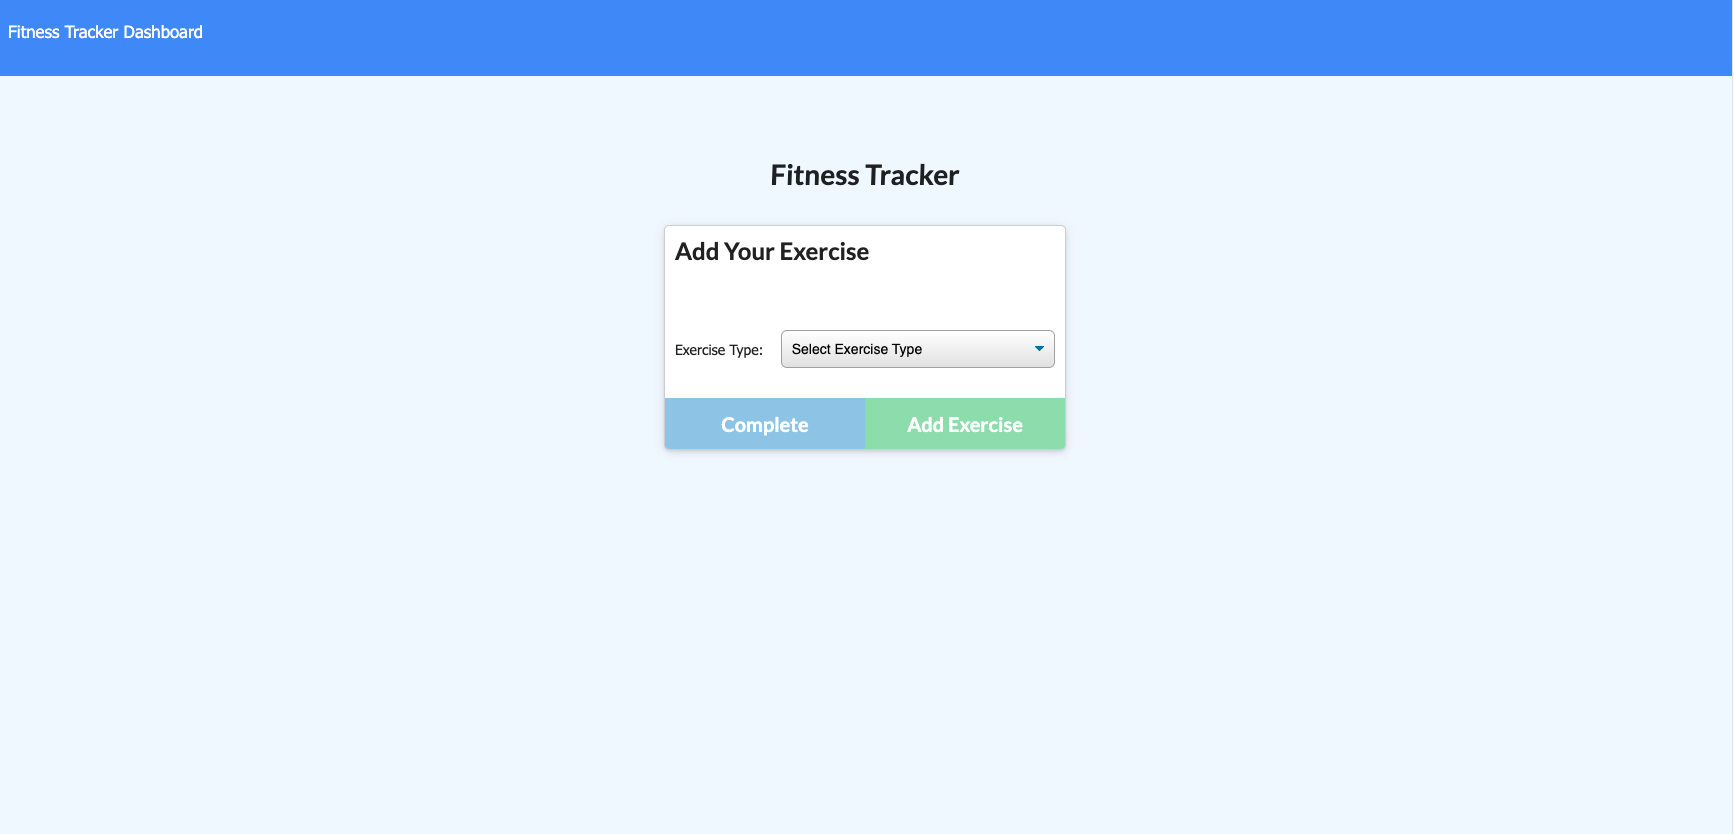 Fitness Tracker Dashboard
Fitness Tracker
Add Your Exercise
Exercise Type: Select Exercise Type
Complete Add Exercise